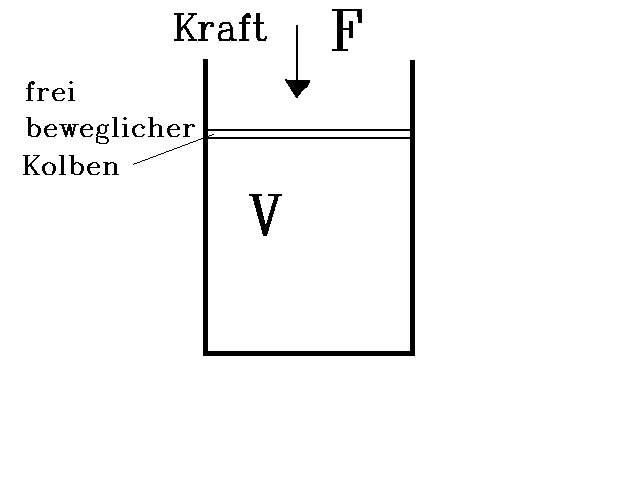 Kraft F
frei
beweglicher
Kolben
V